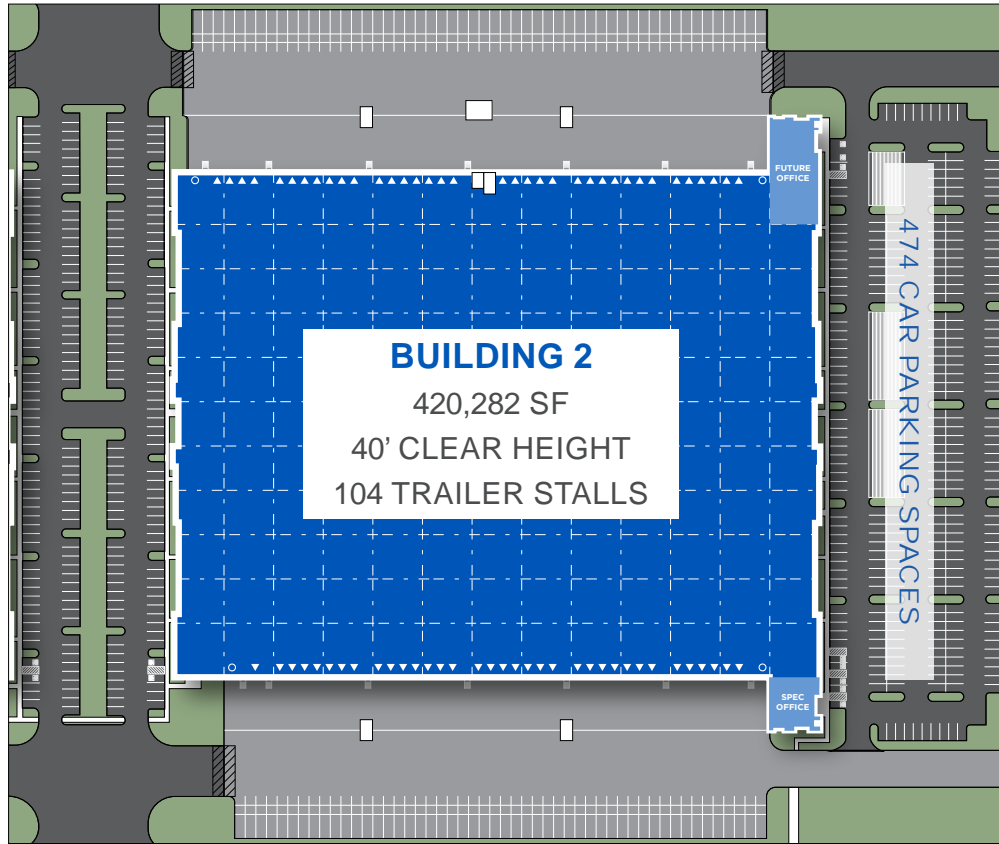 FUTURE
OFFICE
BUILDING 2
420,282 SF
40’ CLEAR HEIGHT
104 TRAILER STALLS
474 CAR PARKING SPACES
SPEC
OFFICE